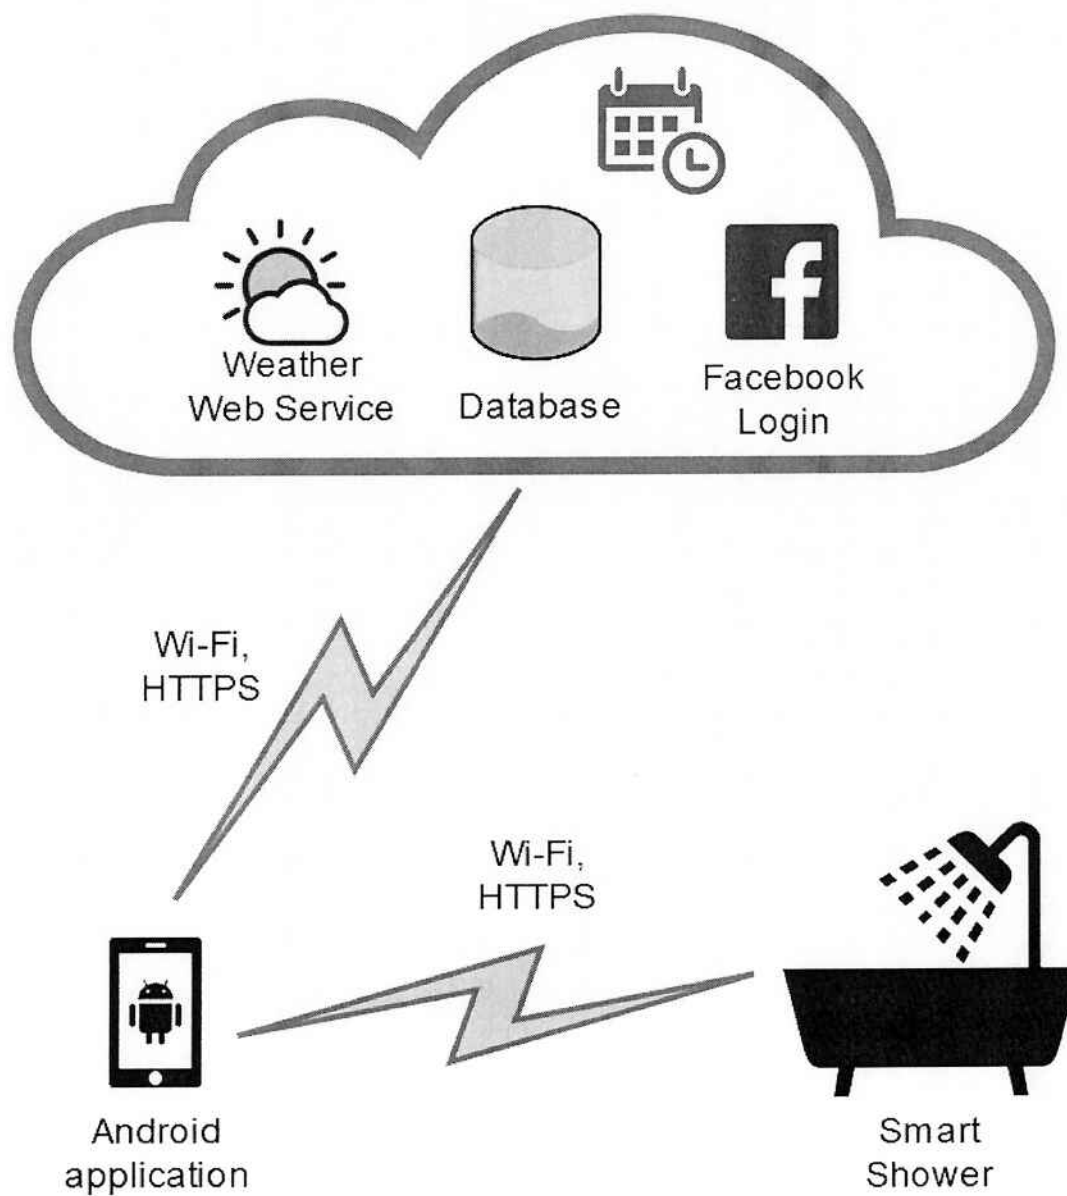 Weather
Web Service
Database
Facebook
Login
Wi-Fi,
HTTPS
Wi-Fi,
HTTPS
Android
application
Smart
Shower